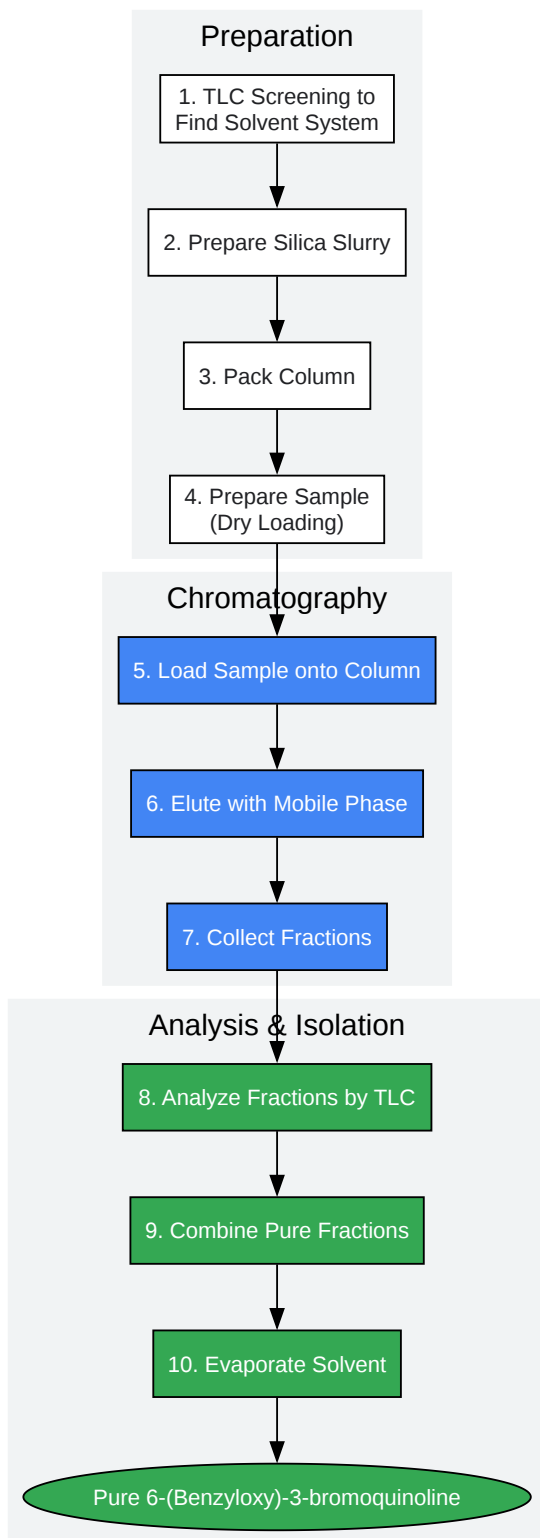 Preparation
1. TLC Screening to
Find Solvent System
2. Prepare Silica Slurry
3. Pack Column
4. Prepare Sample
(Dry Loading)
Chromatography
5. Load Sample onto Column
6. Elute with Mobile Phase
7. Collect Fractions
Analysis & Isolation
8. Analyze Fractions by TLC
9. Combine Pure Fractions
10. Evaporate Solvent
Pure 6-(Benzyloxy)-3-bromoquinoline